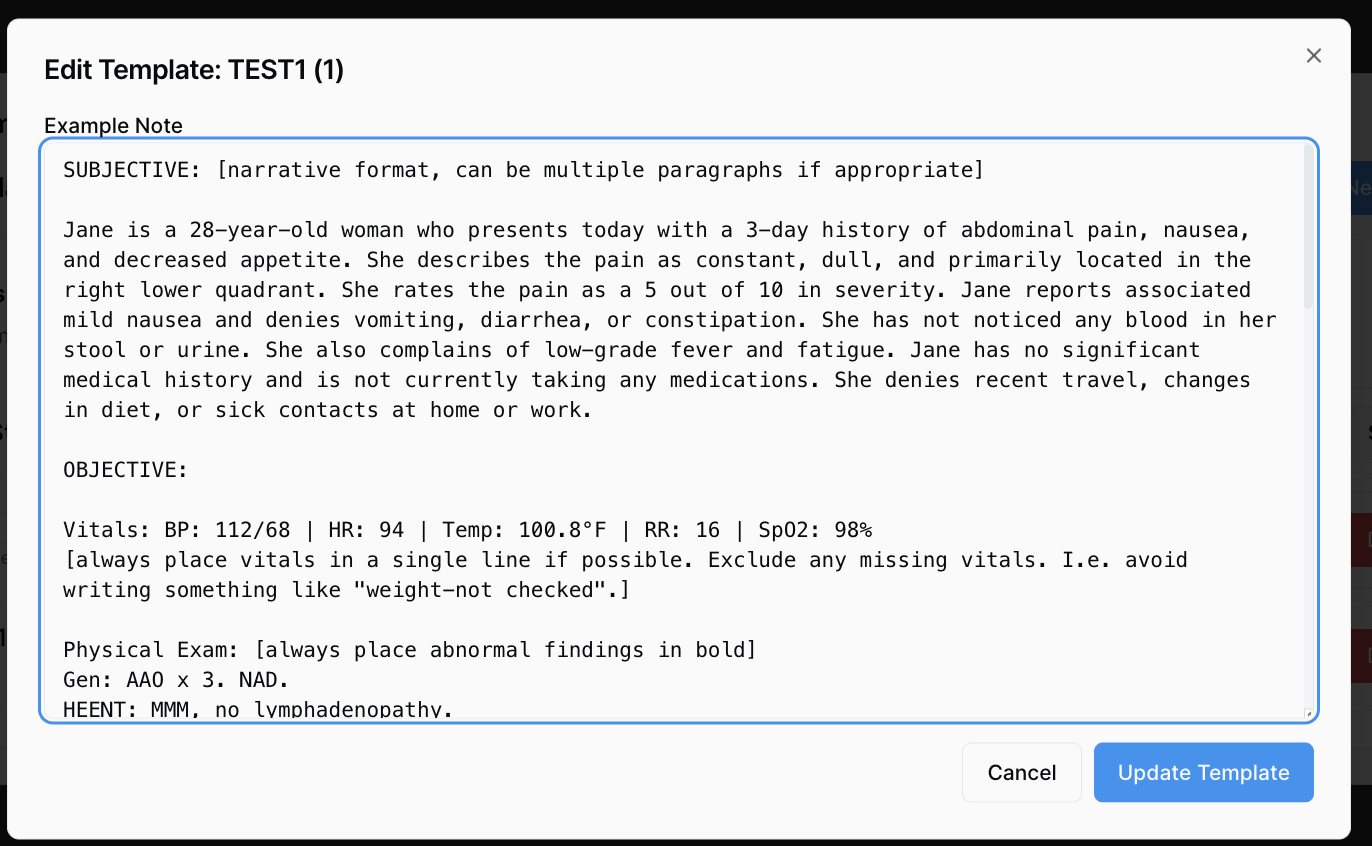 Edit Template: TEST1 (1)
Example Note
SUBJECTIVE: [narrative format, can be multiple paragraphs if appropriate]
Jane is a 28-year-old woman who presents today with a 3-day history of abdominal pain, nausea,
and decreased appetite. She describes the pain as constant, dull, and primarily located in the
right lower quadrant. She rates the pain as a 5 out of 10 in severity. Jane reports associated
mild nausea and denies vomiting, diarrhea, or constipation. She has not noticed any blood in her
stool or urine. She also complains of low-grade fever and fatigue. Jane has no significant
medical history and is not currently taking any medications. She denies recent travel, changes
in diet, or sick contacts at home or work.
OBJECTIVE:
Vitals: BP: 112/68 | HR: 94 | Temp: 100.8°F | RR: 16 | SpO2: 98%
[always place vitals in a single line if possible. Exclude any missing vitals. I.e. avoid
writing something like "weight-not checked".]
Physical Exam: [always place abnormal findings in bold]
Gen: AAO x 3. NAD.
HEENT: MMM, no lymphadenopathy.
Cancel
Update Template